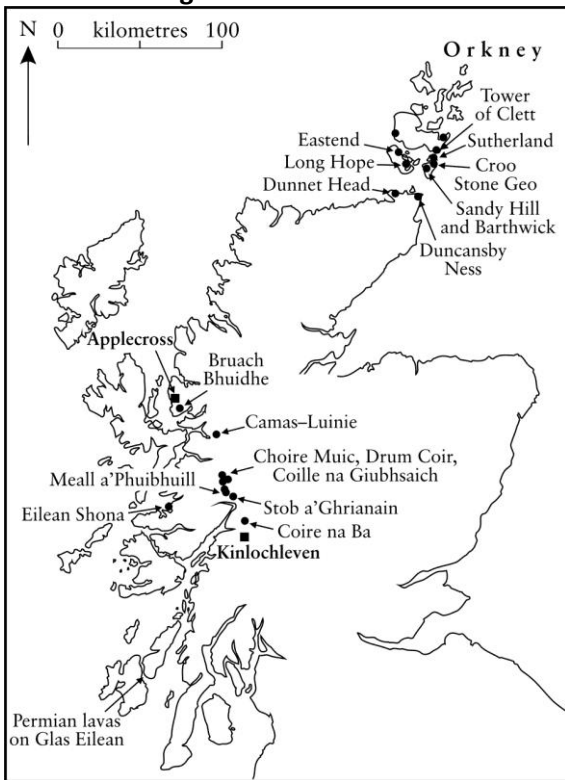 N
0 kilometres 100
Orkney
Tower
of Clett
Eastend
Sutherland
Long Hope
Croo
Stone Geo
Dunnet Head
Sandy Hill
and Barthwick
Duncansby
Ness
Applecross
Bruach
Bhuidhe
Camas–Luinie
Choire Muic, Drum Coir,
Coille na Giubhsaich
Meall a'Phuibhuill
Eilean Shona
Stob a'Ghrianain
Coire na Ba
Kinlochleven
Permian lavas
on Glas Eilean